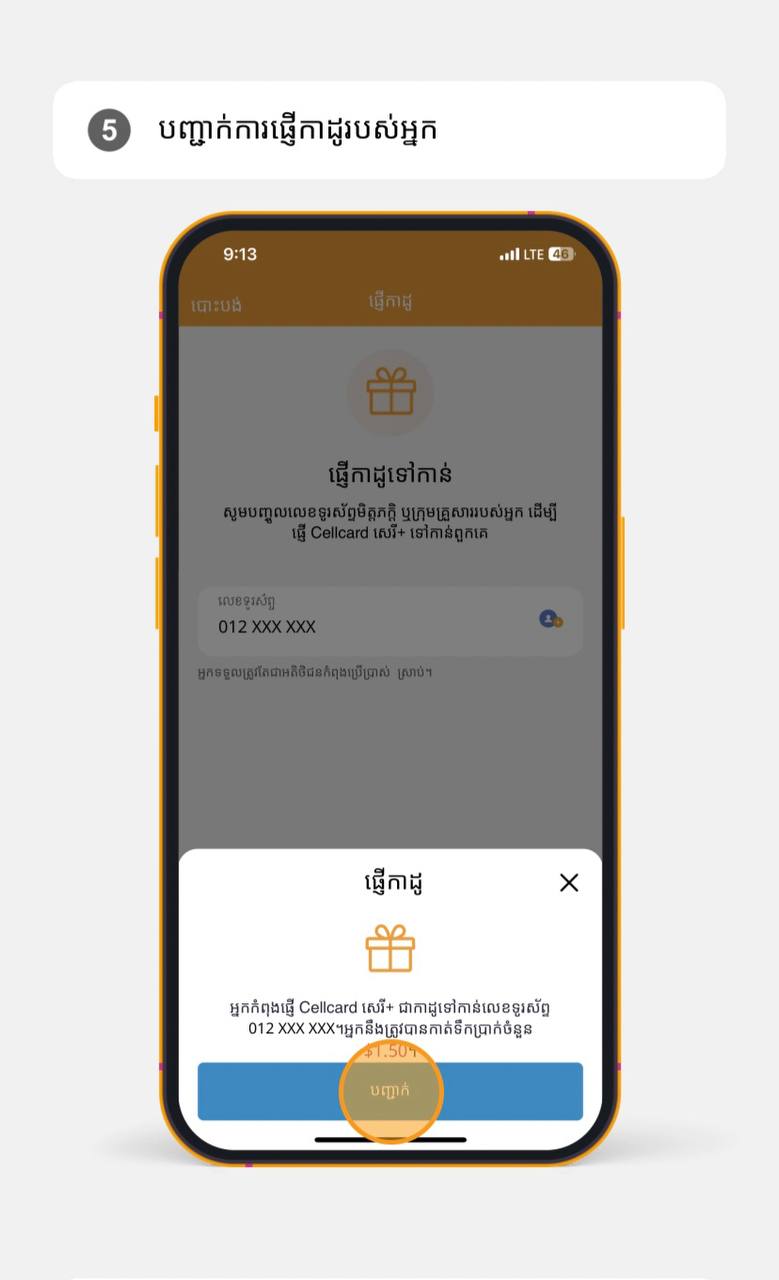 5 បញ្ជាក់ការផ្ញើកាដូរបស់អ្នក
9:13 LTE 46
បោះបង់ ផ្ញើកាដូ
ផ្ញើកាដូទៅកាន់
សូមបញ្ចូលលេខទូរស័ព្ទមិត្តភក្តិ ឬក្រុមគ្រួសាររបស់អ្នក ដើម្បី
ផ្ញើ Cellcard សេរី+ ទៅកាន់ពួកគេ
លេខទូរស័ព្ទ
012 XXX XXX
អ្នកទទួលត្រូវតែជាអតិថិជនកំពុងប្រើប្រាស់ ស្រាប់។
ផ្ញើកាដូ
អ្នកកំពុងផ្ញើ Cellcard សេរី+ ជាកាដូទៅកាន់លេខទូរស័ព្ទ
012 XXX XXX។អ្នកនឹងត្រូវបានកាត់ទឹកប្រាក់ចំនួន
$1.50។
បញ្ជាក់